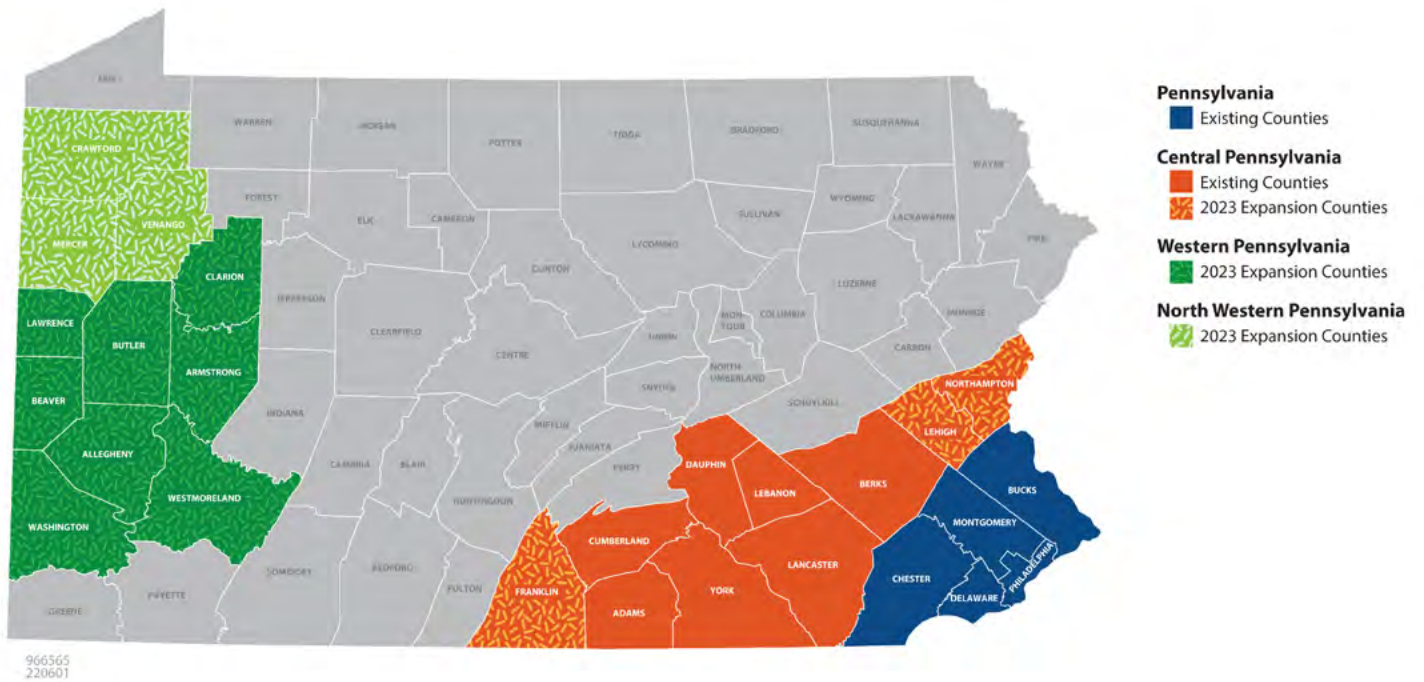 ERIE
WARREN
MCKEAN
POTTER
TIOGA
BRADFORD
SUSQUEHANNA
WAYNE
CRAWFORD
FOREST
ELK
CAMERON
SULLIVAN
WYOMING
LACKAWANNA
PIKE
MERCER
VENANGO
CLARION
JEFFERSON
CLINTON
LYCOMING
LUZERNE
LAWRENCE
BUTLER
ARMSTRONG
CLEARFIELD
CENTRE
UNION
MON-
TOUR
COLUMBIA
MONROE
CARBON
BEAVER
INDIANA
SNYDER
NORTH-
UMBERLAND
SCHUYLKILL
NORTHAMPTON
LEHIGH
ALLEGHENY
WESTMORELAND
WASHINGTON
CAMBRIA
BLAIR
MIFFLIN
JUNIATA
PERRY
HUNTINGDON
DAUPHIN
LEBANON
BERKS
BUCKS
MONTGOMERY
PHILADELPHIA
CUMBERLAND
LANCASTER
CHESTER
DELAWARE
GREENE
FAYETTE
SOMERSET
BEDFORD
FULTON
FRANKLIN
ADAMS
YORK
Pennsylvania
Existing Counties
Central Pennsylvania
Existing Counties
2023 Expansion Counties
Western Pennsylvania
2023 Expansion Counties
North Western Pennsylvania
2023 Expansion Counties
966565
220601